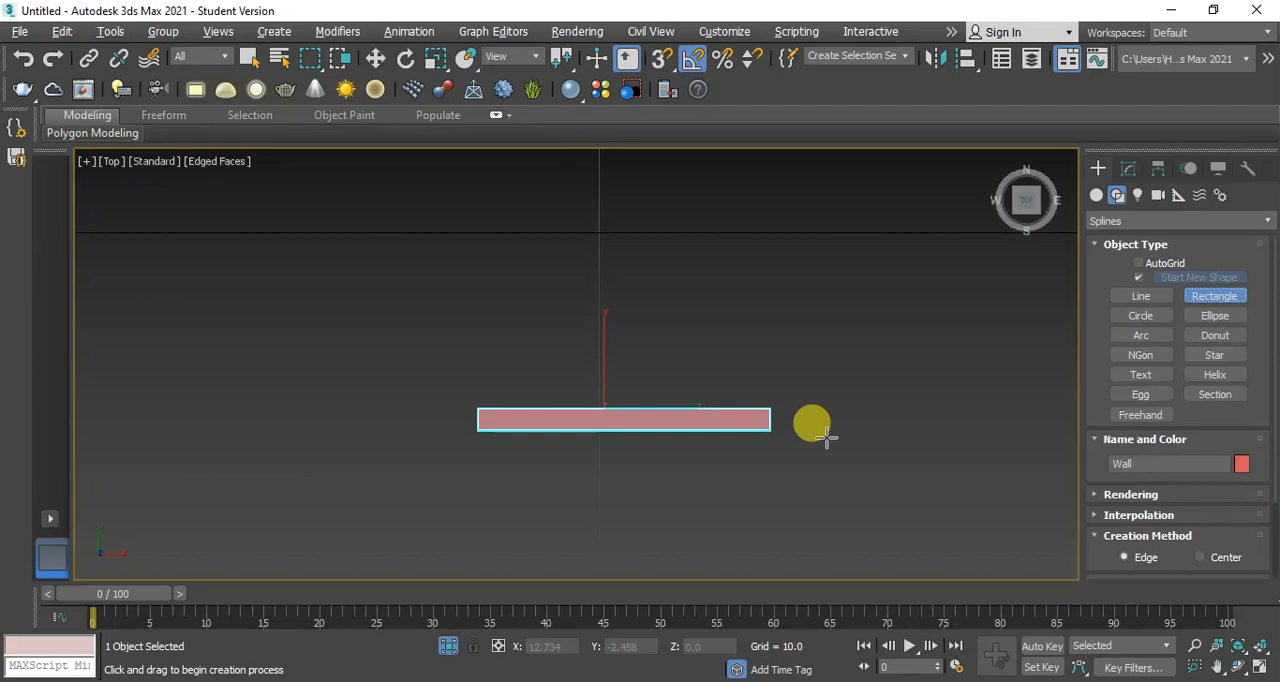 Untitled - Autodesk 3ds Max 2021 - Student Version
File Edit Tools Group Views Create Modifiers Animation Graph Editors Rendering Civil View Customize Scripting Interactive Sign In Workspaces: Default
All View Create Selection Se C:\Users\H...s Max 2021
Modeling Freeform Selection Object Paint Populate
Polygon Modeling
[+] [Top] [Standard] [Edged Faces]
N
W TOP E
S
Splines
Object Type
AutoGrid
Start New Shape
Line Rectangle
Circle Ellipse
Arc Donut
NGon Star
Text Helix
Egg Section
Freehand
Name and Color
Wall
Rendering
Interpolation
Creation Method
Edge Center
y
x
< 0 / 100 >
0 5 10 15 20 25 30 35 40 45 50 55 60 65 70 75 80 85 90 95 100
1 Object Selected X: 12.734 Y: -2.458 Z: 0.0 Grid = 10.0 Auto Key Selected
MAXScript Mi: Click and drag to begin creation process Add Time Tag 0 Set Key Key Filters...